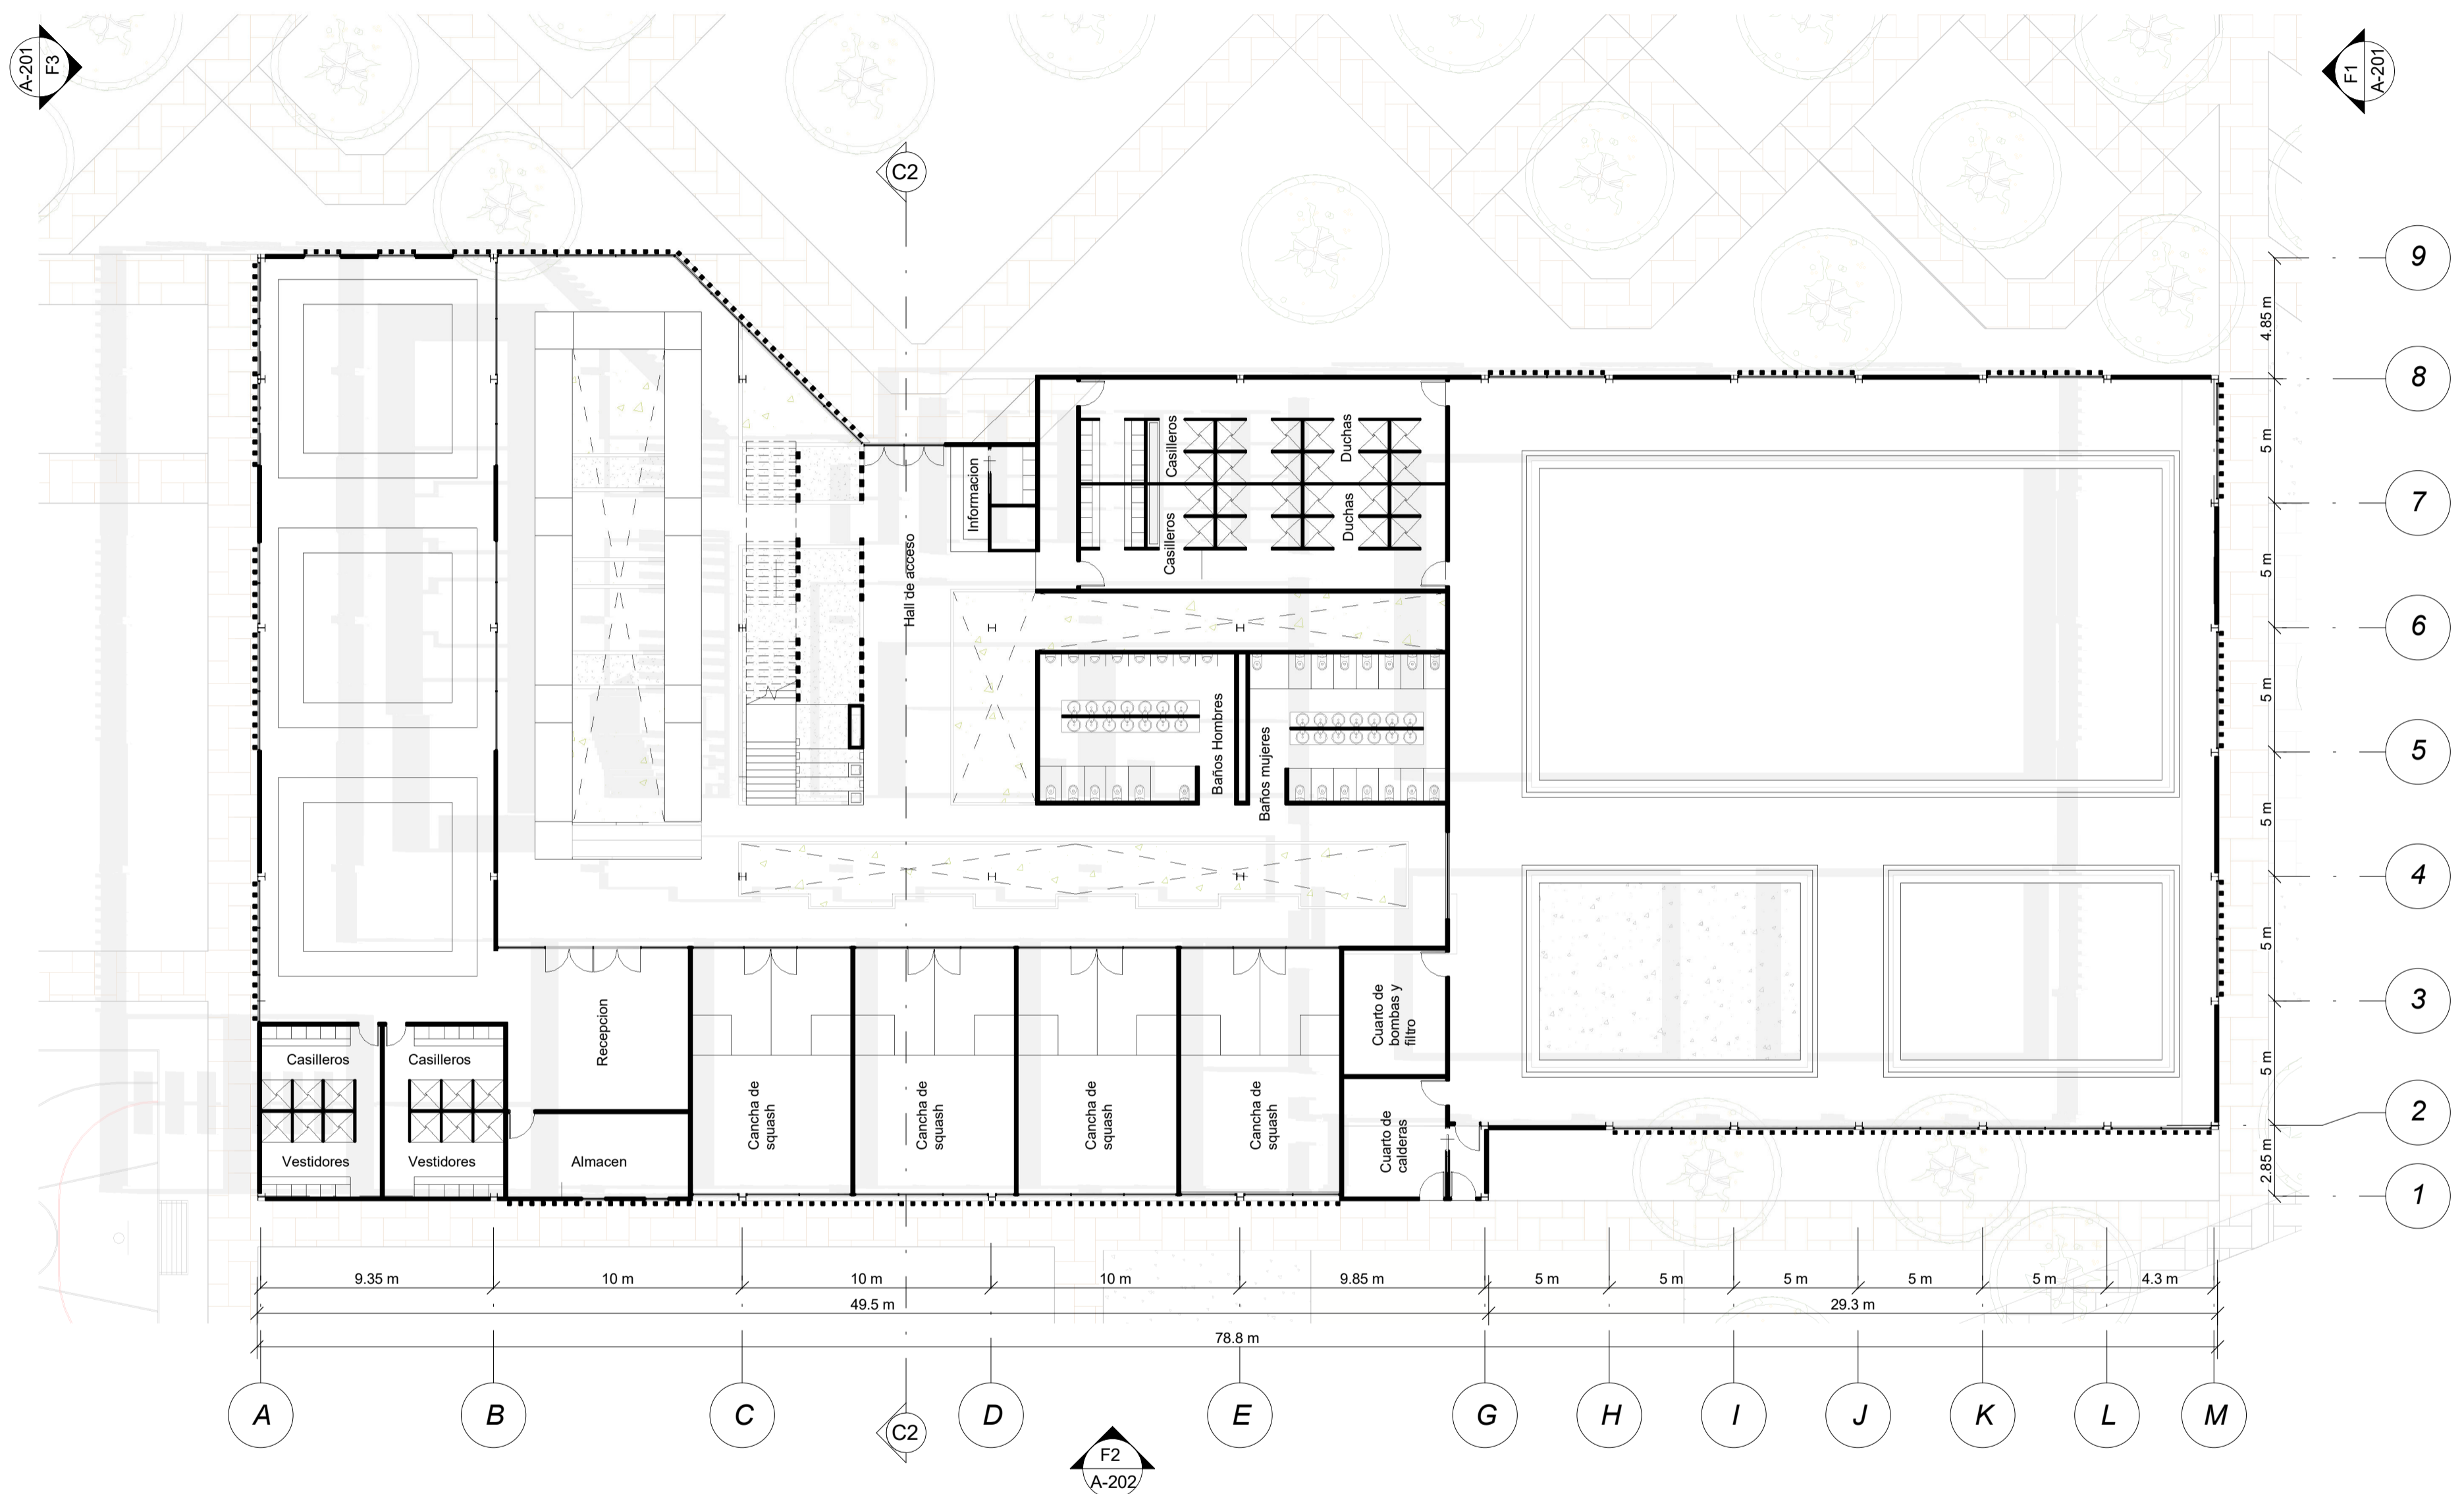 A-201
F3
F1
A-201
C2
9
4.85 m
8
Casilleros
Duchas
5 m
7
Informacion
Casilleros
Duchas
Hall de acceso
5 m
6
5 m
Baños Hombres
Baños mujeres
5
5 m
4
5 m
3
Recepcion
Cuarto de
bombas y
filtro
Casilleros
Casilleros
5 m
Cancha de
squash
Cancha de
squash
Cancha de
squash
Cancha de
squash
2
Cuarto de
calderas
Vestidores
Vestidores
Almacen
2.85 m
1
9.35 m
10 m
10 m
10 m
9.85 m
5 m
5 m
5 m
5 m
5 m
4.3 m
49.5 m
29.3 m
78.8 m
A
B
C
C2
D
E
G
H
I
J
K
L
M
F2
A-202